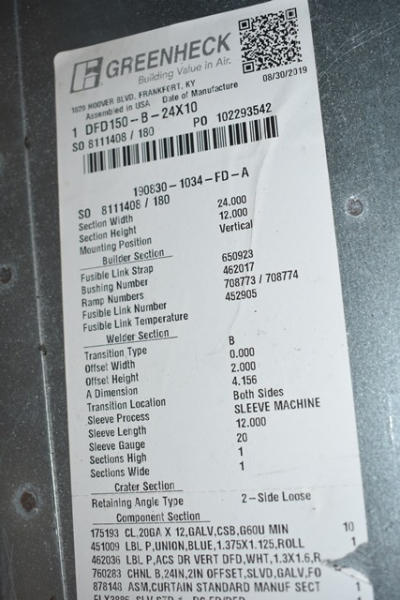 GREENHECK
Building Value in Air.
1820 HOOVER BLVD, FRANKFORT, KY
Assembled in USA Date of Manufacture 08/30/2019
1 DFD150-B-24X10
SO 8111408 / 180 PO 102293542
190830-1034-FD-A
SO 8111408 / 180
Section Width 24.000
Section Height 12.000
Mounting Position Vertical
Builder Section
Fusible Link Strap 650923
Bushing Number 462017
Ramp Numbers 708773 / 708774
Fusible Link Number 452905
Fusible Link Temperature
Welder Section
Transition Type B
Offset Width 0.000
Offset Height 2.000
A Dimension 4.156
Transition Location Both Sides
Sleeve Process SLEEVE MACHINE
Sleeve Length 12.000
Sleeve Gauge 20
Sections High 1
Sections Wide 1
Crater Section
Retaining Angle Type 2-Side Loose
Component Section
175193 CL,20GA X 12,GALV,CSB,G60U MIN 10
451009 LBL P,UNION,BLUE,1.375X1.125,ROLL 1
462036 LBL P,ACS DR VERT DFD,WHT,1.3X1.6,R
760283 CHNL B,24IN,2IN OFFSET,SLVD,GALV,FO
878148 ASM,CURTAIN STANDARD MANUF SECT 1